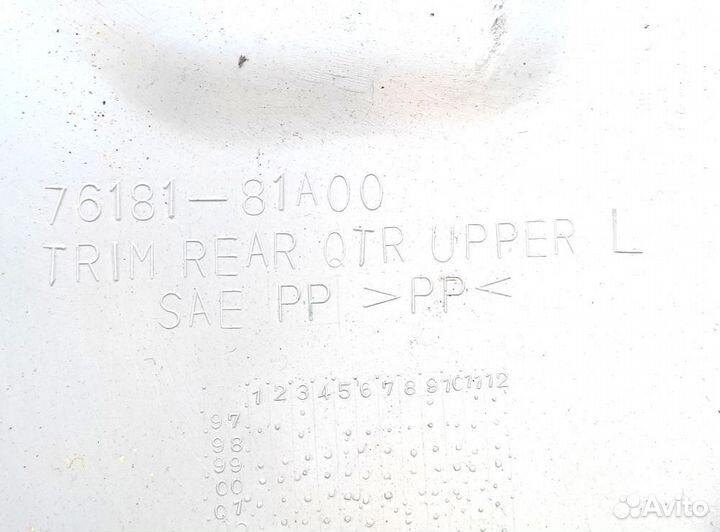 76181-81A00
TRIM REAR QTR UPPER L
SAE PP >PP<
1 2 3 4 5 6 7 8 9 10 11 12
97
98
99
00
01
Avito